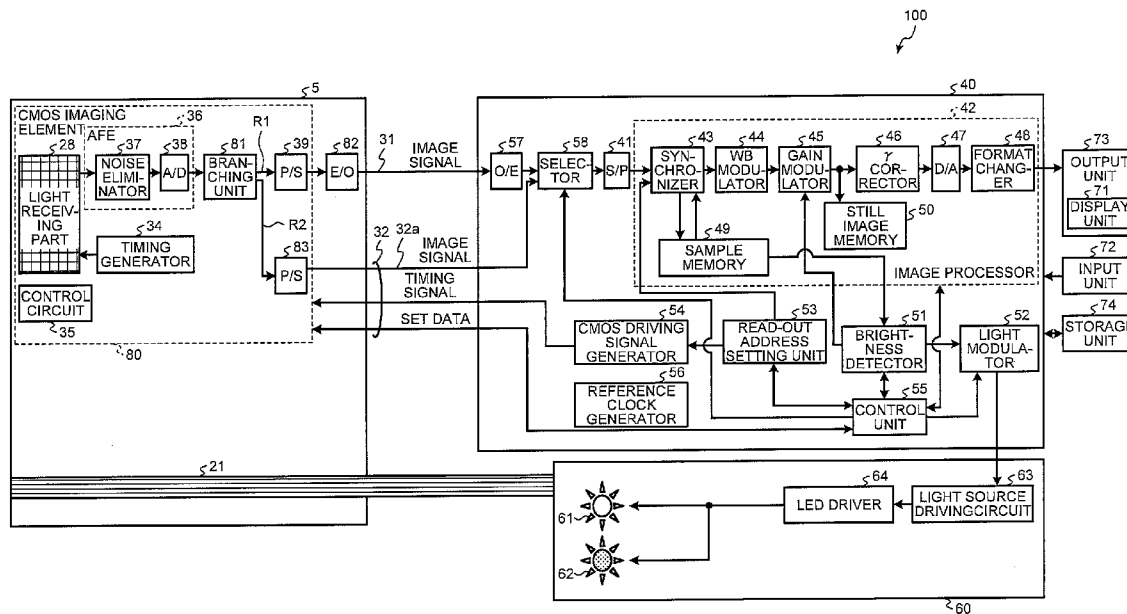 100
5
40
CMOS IMAGING
ELEMENT
36
AFE
R1
42
28
37
38
81
39
82
31
57
58
41
43
44
45
46
47
48
73
NOISE
ELIMI-
NATOR
A/D
BRAN-
CHING
UNIT
P/S
E/O
IMAGE
SIGNAL
O/E
SELEC-
TOR
S/P
SYN-
CHRO-
NIZER
WB
MODU-
LATOR
GAIN
MODU-
LATOR
γ
COR-
RECTOR
D/A
FORMAT
CHANG-
ER
OUTPUT
UNIT
71
DISPLAY
UNIT
LIGHT
RECEIV-
ING
PART
R2
34
TIMING
GENERATOR
83
P/S
32
32a
IMAGE
SIGNAL
49
SAMPLE
MEMORY
50
STILL
IMAGE
MEMORY
IMAGE PROCESSOR
72
INPUT
UNIT
CONTROL
CIRCUIT
35
TIMING
SIGNAL
SET DATA
54
CMOS DRIVING
SIGNAL
GENERATOR
53
READ-OUT
ADDRESS
SETTING UNIT
51
BRIGHT-
NESS
DETECTOR
52
LIGHT
MODULA-
TOR
74
STORAGE
UNIT
80
56
REFERENCE
CLOCK
GENERATOR
55
CONTROL
UNIT
21
61
64
LED DRIVER
63
LIGHT SOURCE
DRIVINGCIRCUIT
62
60